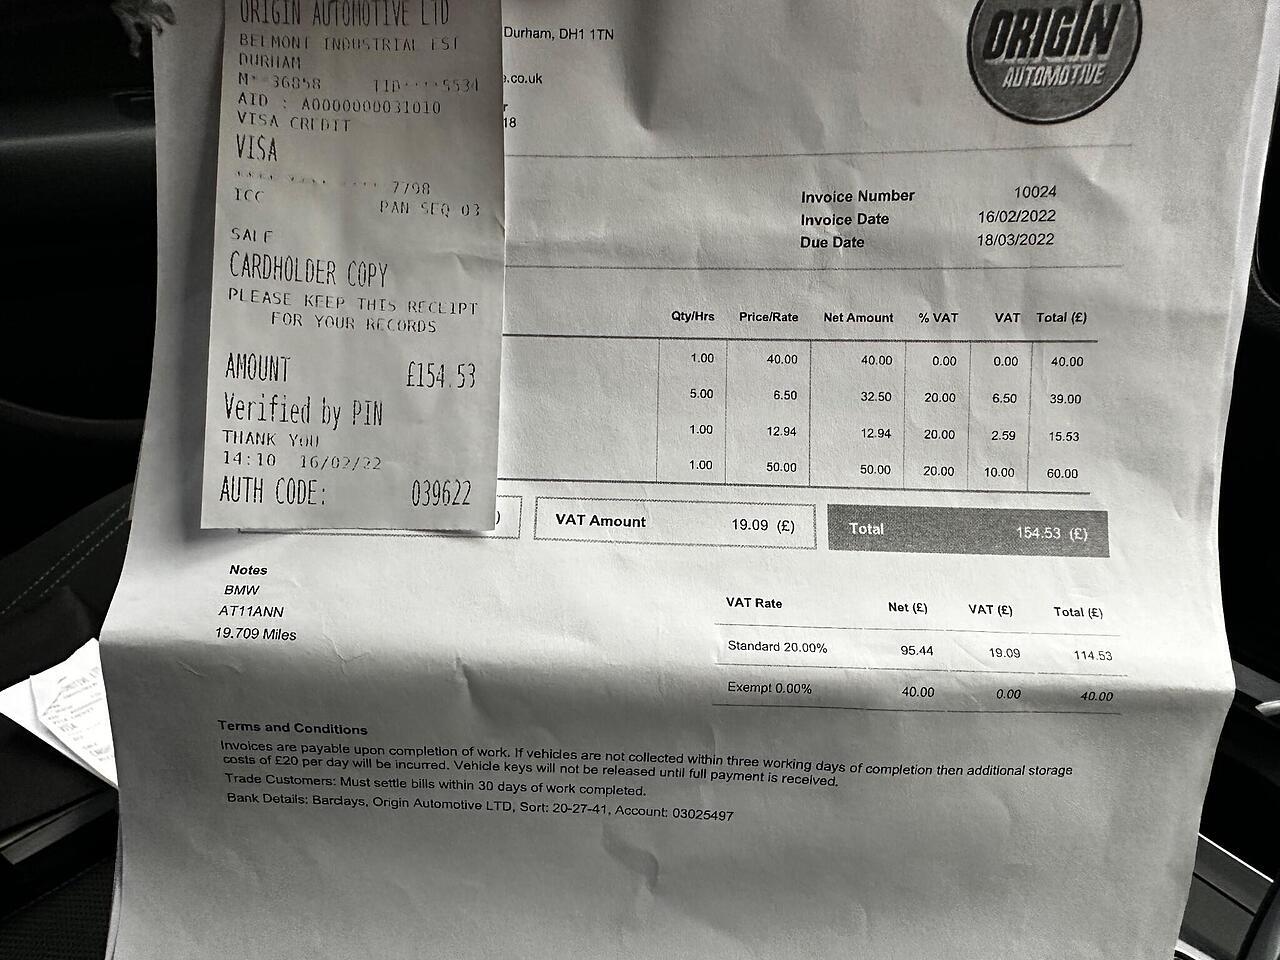 ORIGIN AUTOMOTIVE LTD
BELMONT INDUSTRIAL EST
DURHAM
M* 36858 TID****5534
AID : A0000000031010
VISA CREDIT
VISA
**** **** **** 7798
ICC
PAN SEQ 03
SALE
CARDHOLDER COPY
PLEASE KEEP THIS RECEIPT
FOR YOUR RECORDS
AMOUNT £154.53
Verified by PIN
THANK YOU
14:10 16/02/22
AUTH CODE: 039622
Durham, DH1 1TN
.co.uk
r
18
ORIGIN
AUTOMOTIVE
Invoice Number 10024
Invoice Date 16/02/2022
Due Date 18/03/2022
Qty/Hrs Price/Rate Net Amount % VAT VAT Total (£)
1.00 40.00 40.00 0.00 0.00 40.00
5.00 6.50 32.50 20.00 6.50 39.00
1.00 12.94 12.94 20.00 2.59 15.53
1.00 50.00 50.00 20.00 10.00 60.00
) VAT Amount 19.09 (£) Total 154.53 (£)
Notes
BMW
AT11ANN
19.709 Miles
VAT Rate Net (£) VAT (£) Total (£)
Standard 20.00% 95.44 19.09 114.53
Exempt 0.00% 40.00 0.00 40.00
Terms and Conditions
Invoices are payable upon completion of work. If vehicles are not collected within three working days of completion then additional storage
costs of £20 per day will be incurred. Vehicle keys will not be released until full payment is received.
Trade Customers: Must settle bills within 30 days of work completed.
Bank Details: Barclays, Origin Automotive LTD, Sort: 20-27-41, Account: 03025497